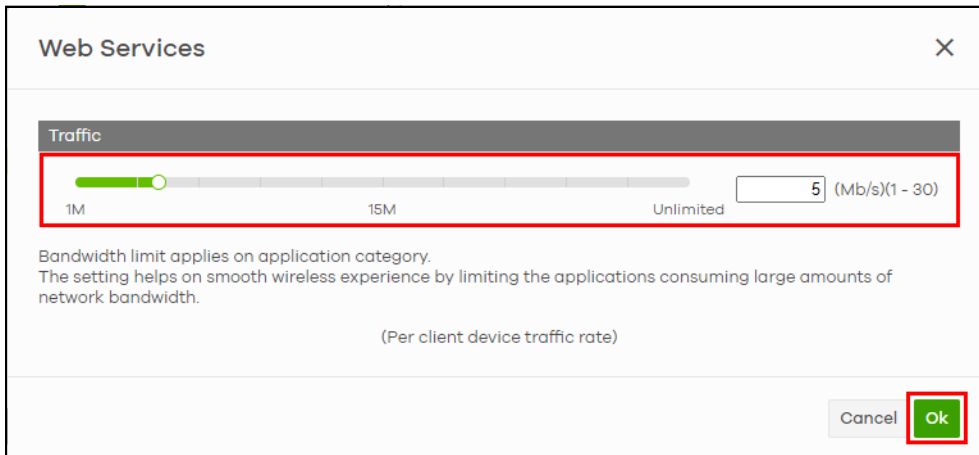 Web Services
Traffic
5 (Mb/s)(1 - 30)
1M 15M Unlimited
Bandwidth limit applies on application category.
The setting helps on smooth wireless experience by limiting the applications consuming large amounts of
network bandwidth.
(Per client device traffic rate)
Cancel Ok